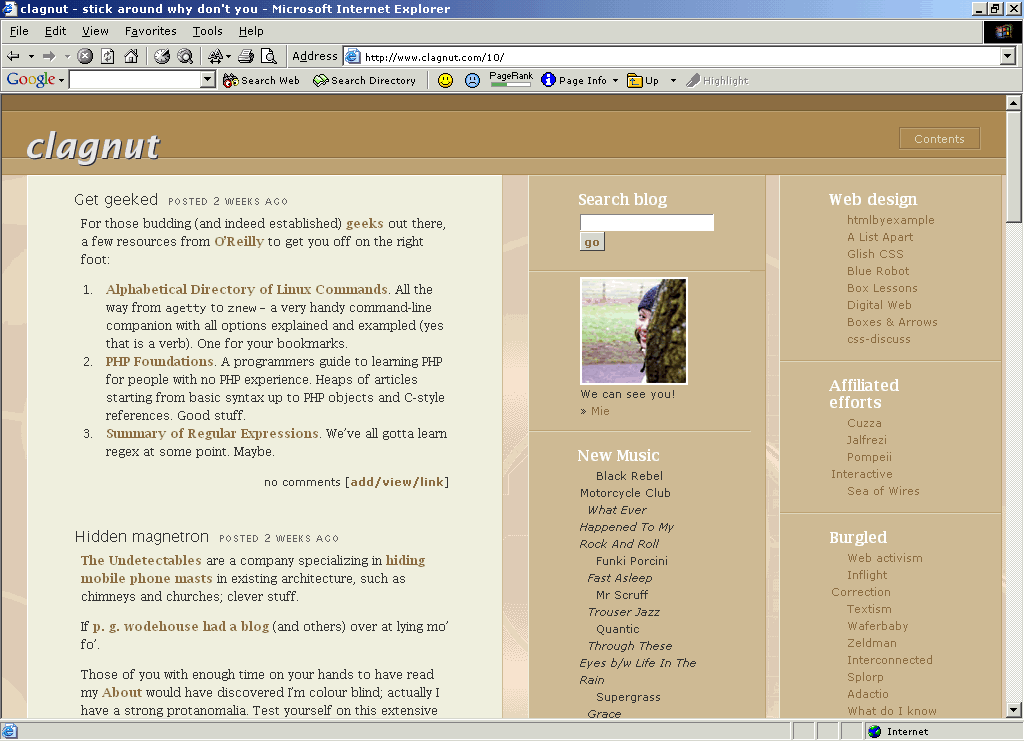 clagnut - stick around why don't you - Microsoft Internet Explorer
File Edit View Favorites Tools Help
Address http://www.clagnut.com/10/
Google Search Web Search Directory PageRank Page Info Up Highlight
clagnut
Contents
Get geeked POSTED 2 WEEKS AGO
For those budding (and indeed established) geeks out there,
a few resources from O'Reilly to get you off on the right
foot:
1. Alphabetical Directory of Linux Commands. All the
way from agetty to znew – a very handy command-line
companion with all options explained and exampled (yes
that is a verb). One for your bookmarks.
2. PHP Foundations. A programmers guide to learning PHP
for people with no PHP experience. Heaps of articles
starting from basic syntax up to PHP objects and C-style
references. Good stuff.
3. Summary of Regular Expressions. We've all gotta learn
regex at some point. Maybe.
no comments [add/view/link]
Hidden magnetron POSTED 2 WEEKS AGO
The Undetectables are a company specializing in hiding
mobile phone masts in existing architecture, such as
chimneys and churches; clever stuff.
If p. g. wodehouse had a blog (and others) over at lying mo'
fo'.
Those of you with enough time on your hands to have read
my About would have discovered I'm colour blind; actually I
have a strong protanomalia. Test yourself on this extensive
Search blog
go
We can see you!
» Mie
New Music
Black Rebel
Motorcycle Club
What Ever
Happened To My
Rock And Roll
Funki Porcini
Fast Asleep
Mr Scruff
Trouser Jazz
Quantic
Through These
Eyes b/w Life In The
Rain
Supergrass
Grace
Web design
htmlbyexample
A List Apart
Glish CSS
Blue Robot
Box Lessons
Digital Web
Boxes & Arrows
css-discuss
Affiliated
efforts
Cuzza
Jalfrezi
Pompeii
Interactive
Sea of Wires
Burgled
Web activism
Inflight
Correction
Textism
Waferbaby
Zeldman
Interconnected
Splorp
Adactio
What do I know
Internet